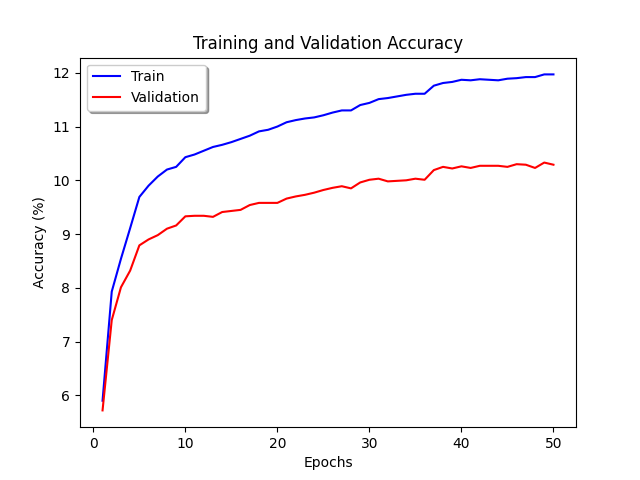 Training and Validation Accuracy
Train
Validation
Accuracy (%)
12
11
10
9
8
7
6
0 10 20 30 40 50
Epochs